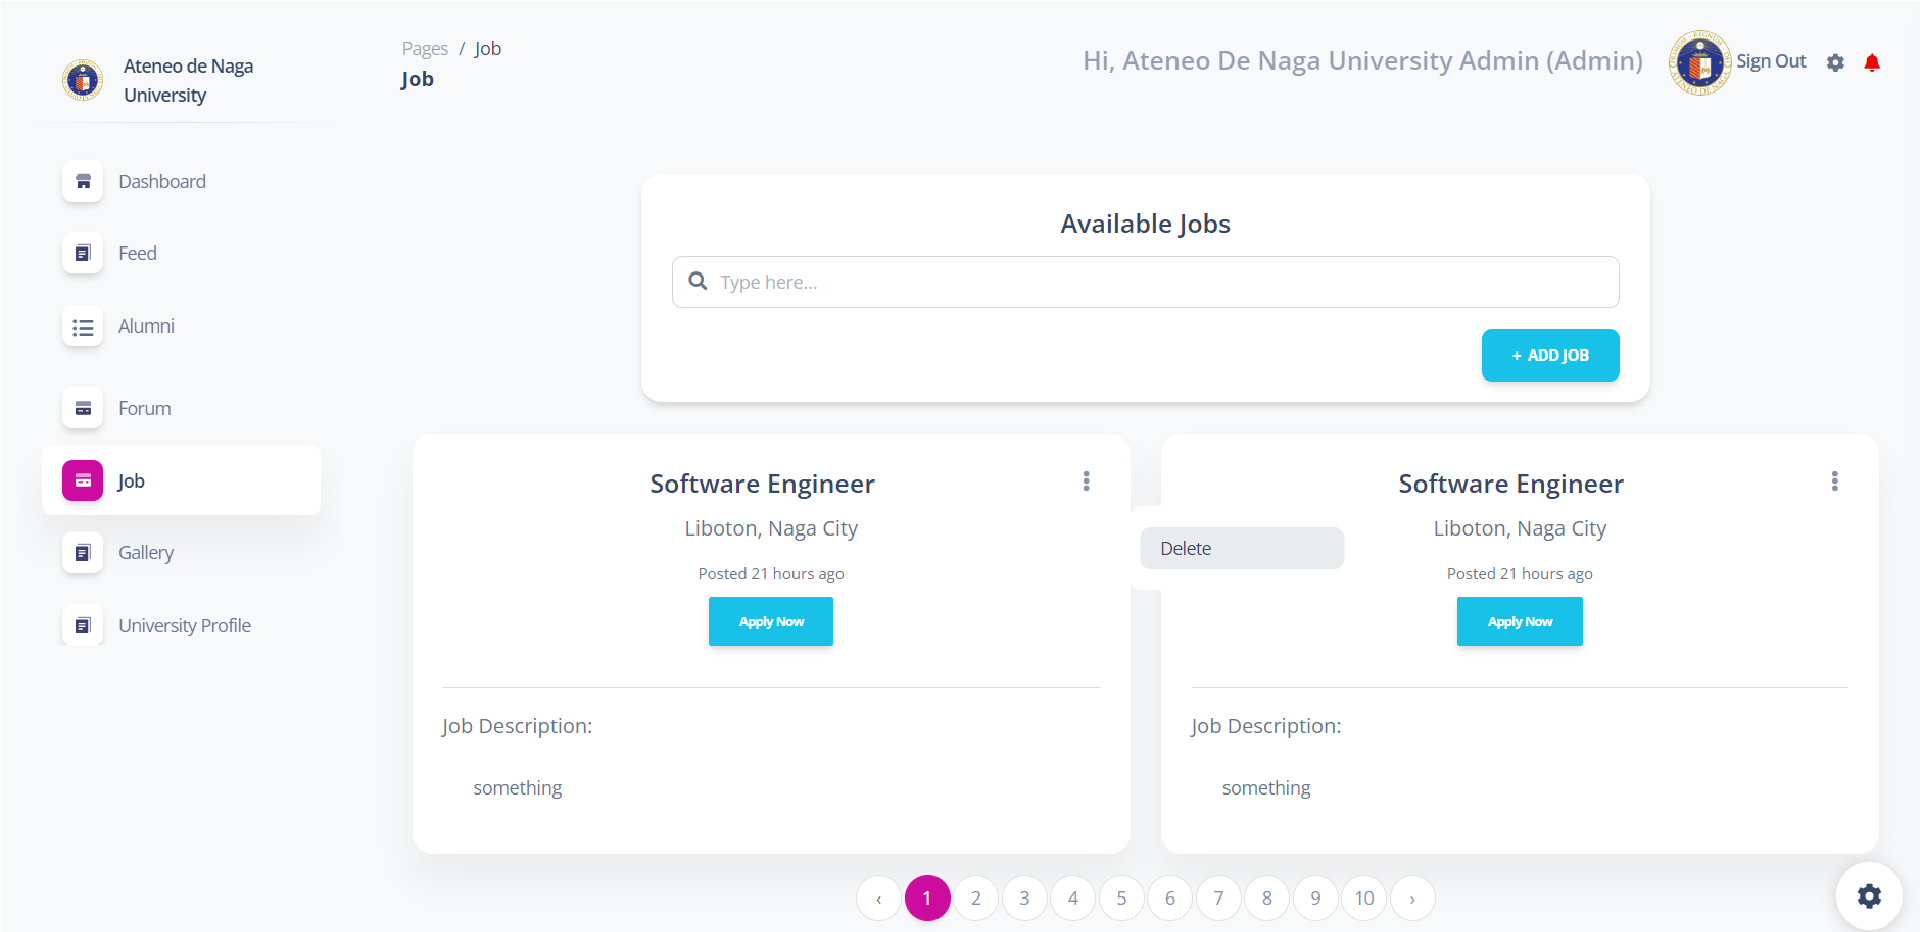 Ateneo de Naga
University
Dashboard
Feed
Alumni
Forum
Job
Gallery
University Profile
Pages / Job
Job
Hi, Ateneo De Naga University Admin (Admin)
Sign Out
Available Jobs
Type here...
+ ADD JOB
Software Engineer
Liboton, Naga City
Posted 21 hours ago
Apply Now
Job Description:
something
Delete
Software Engineer
Liboton, Naga City
Posted 21 hours ago
Apply Now
Job Description:
something
‹ 1 2 3 4 5 6 7 8 9 10 ›